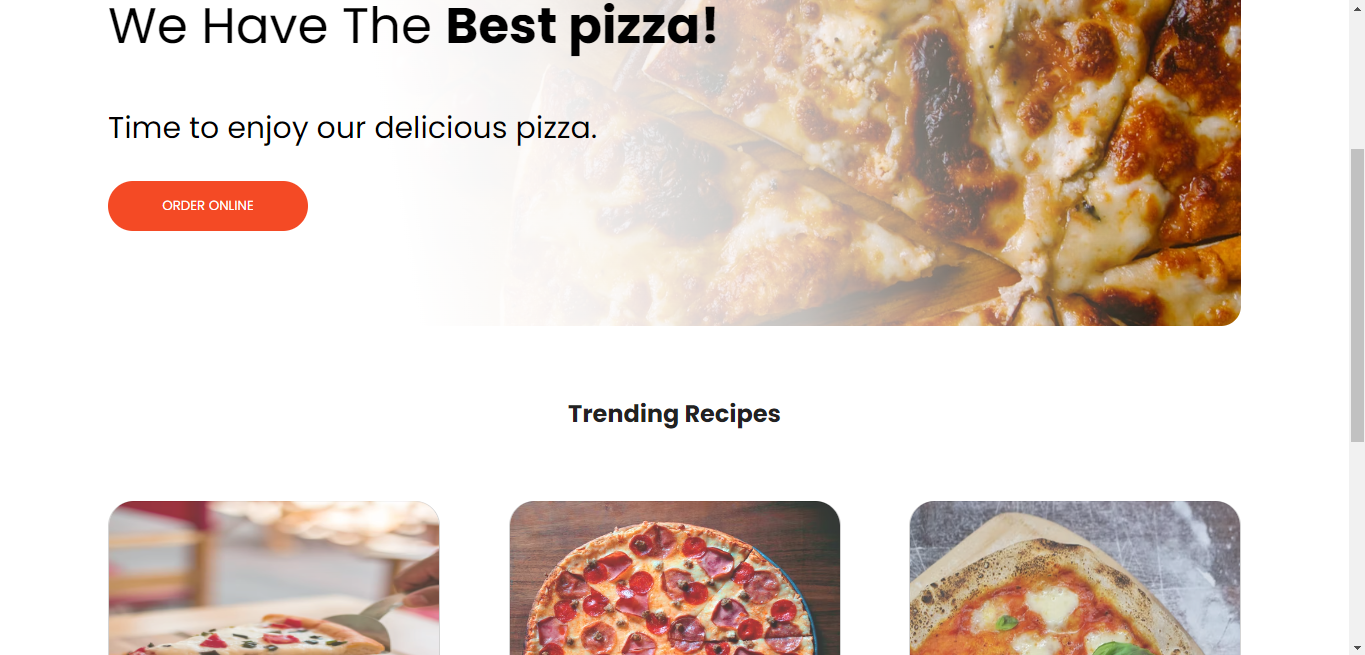 We Have The Best pizza!
Time to enjoy our delicious pizza.
ORDER ONLINE
Trending Recipes